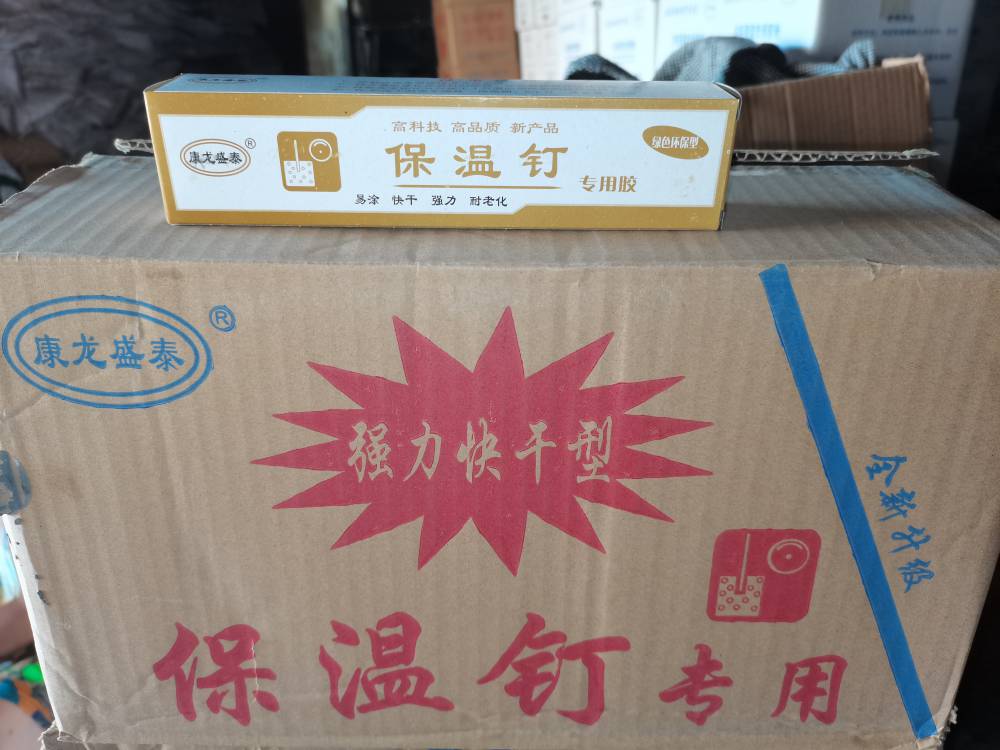 康龙盛泰®
高科技 高品质 新产品
绿色环保型
保温钉
专用胶
易涂 快干 强力 耐老化
康龙盛泰®
强力快干型
全新升级
保温钉专用